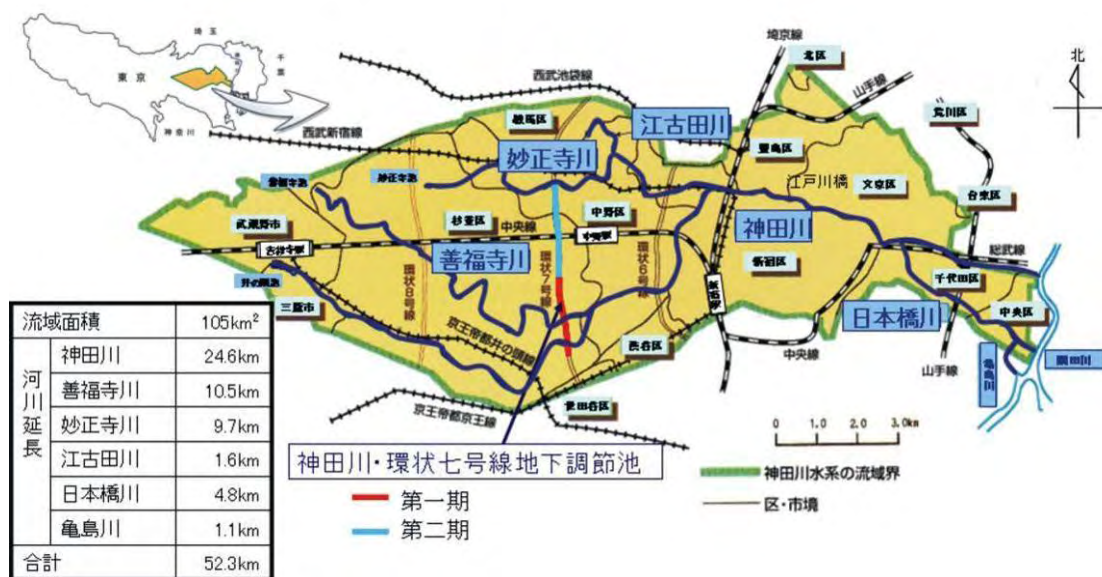 埼玉
千葉
東京
神奈川
埼京線
北区
北
西武池袋線
山手線
荒川区
西武新宿線
練馬区
江古田川
豊島区
妙正寺川
善福寺池
妙正寺池
江戸川橋
文京区
台東区
武蔵野市
杉並区
中央線
中野区
中野駅
神田川
吉祥寺駅
善福寺川
環状7号線
環状6号線
新宿区
総武線
井の頭池
環状8号線
新宿駅
千代田区
三鷹市
日本橋川
中央区
京王帝都井の頭線
渋谷区
中央線
山手線
亀島川
隅田川
京王帝都京王線
世田谷区
0 1.0 2.0 3.0km
神田川・環状七号線地下調節池
第一期
第二期
神田川水系の流域界
区・市境
流域面積 105km²
河川延長
神田川 24.6km
善福寺川 10.5km
妙正寺川 9.7km
江古田川 1.6km
日本橋川 4.8km
亀島川 1.1km
合計 52.3km